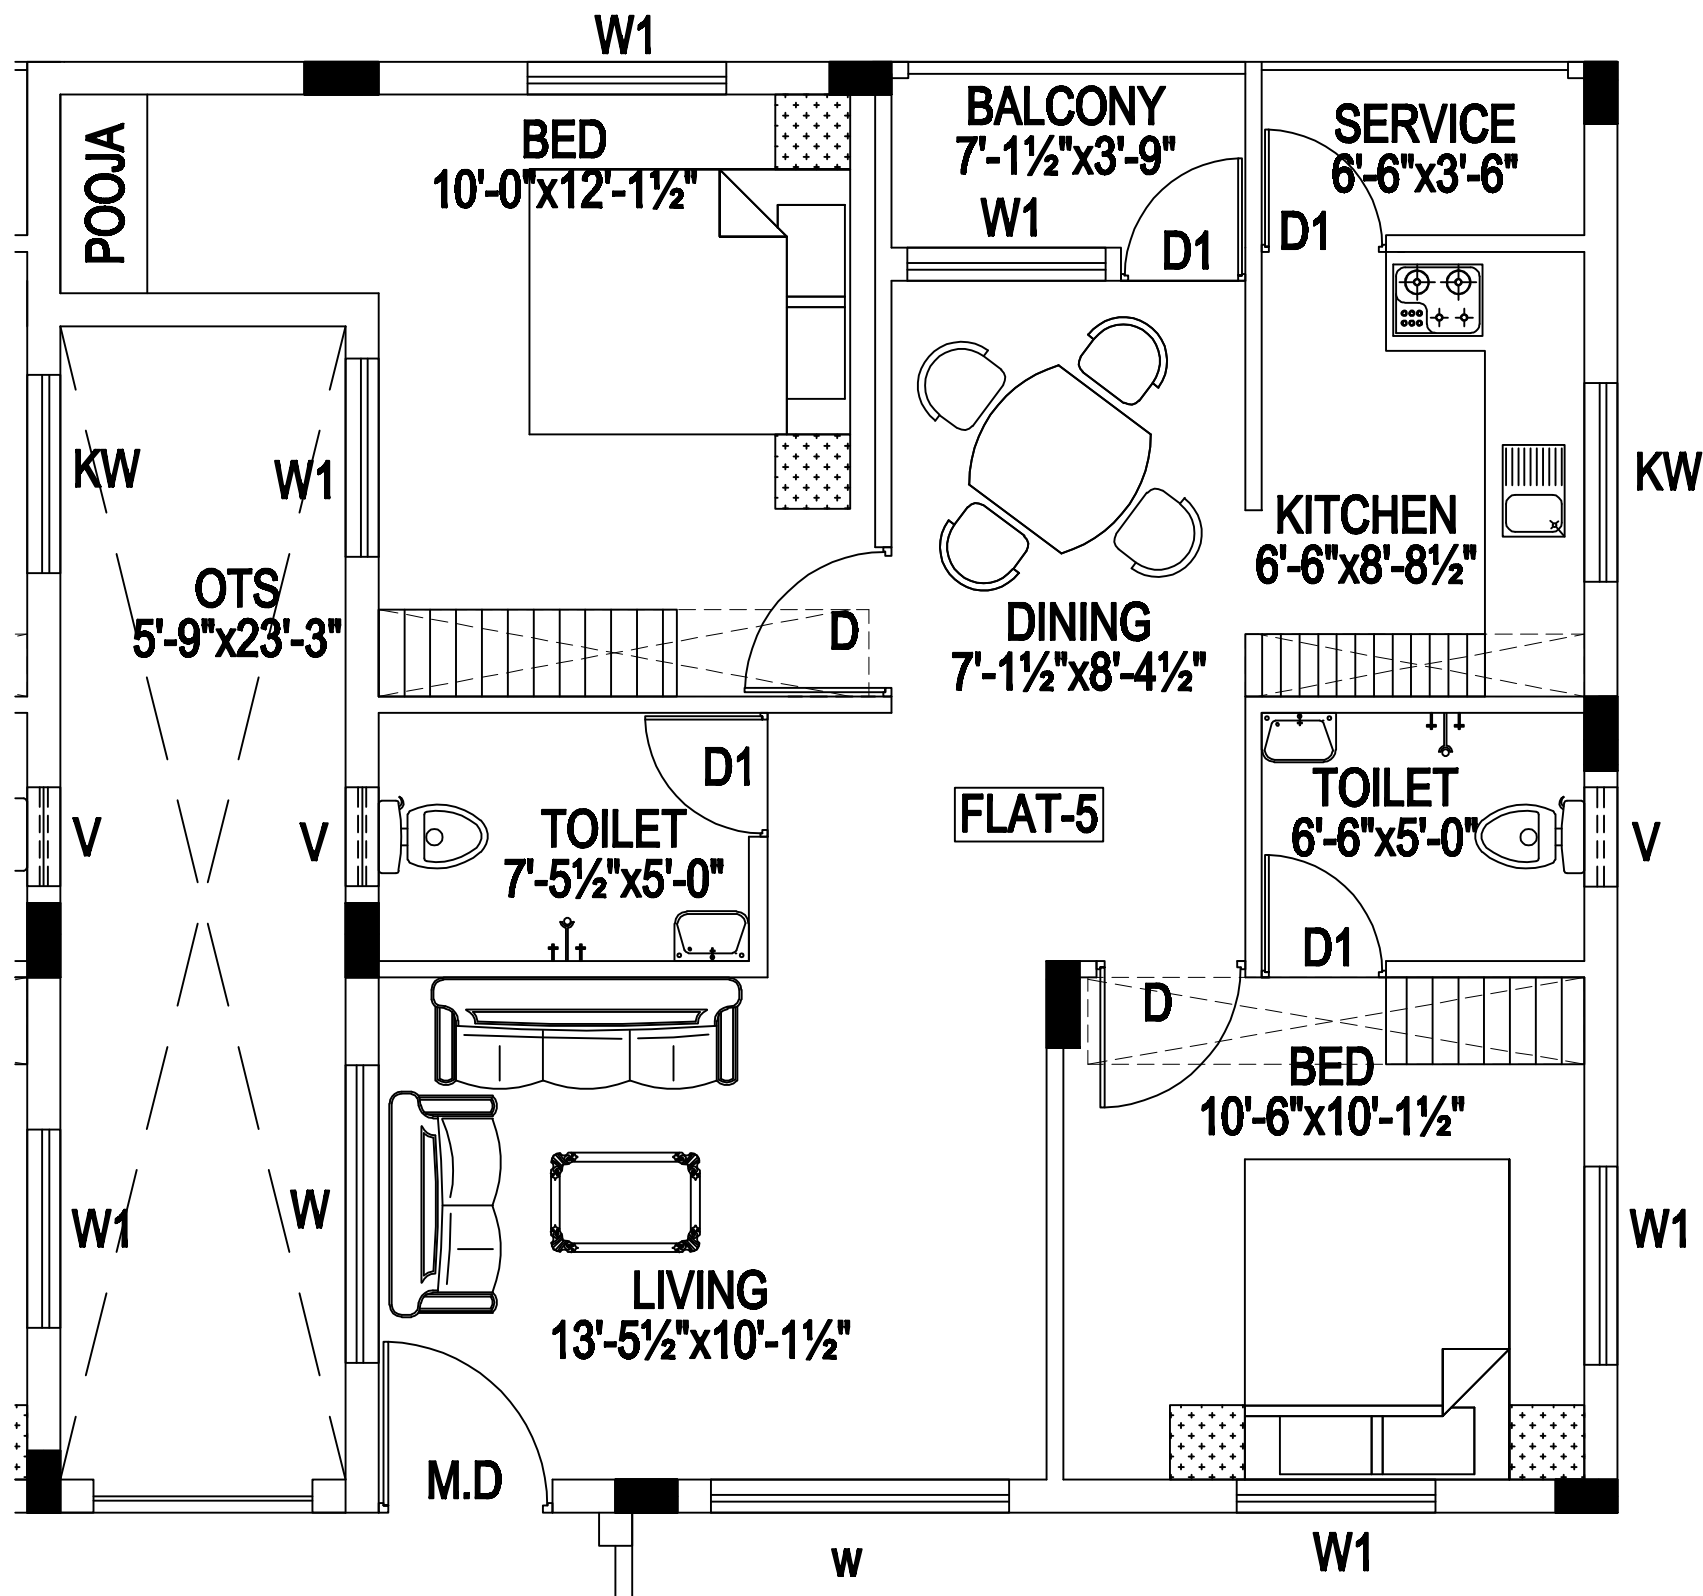 W1
BALCONY
7'-1½"x3'-9"
SERVICE
6'-6"x3'-6"
POOJA
BED
10'-0"x12'-1½"
W1
D1
D1
KW
W1
KW
KITCHEN
6'-6"x8'-8½"
OTS
5'-9"x23'-3"
D
DINING
7'-1½"x8'-4½"
D1
TOILET
7'-5½"x5'-0"
FLAT-5
TOILET
6'-6"x5'-0"
V
V
V
D1
D
BED
10'-6"x10'-1½"
W1
W
W1
LIVING
13'-5½"x10'-1½"
M.D
w
W1